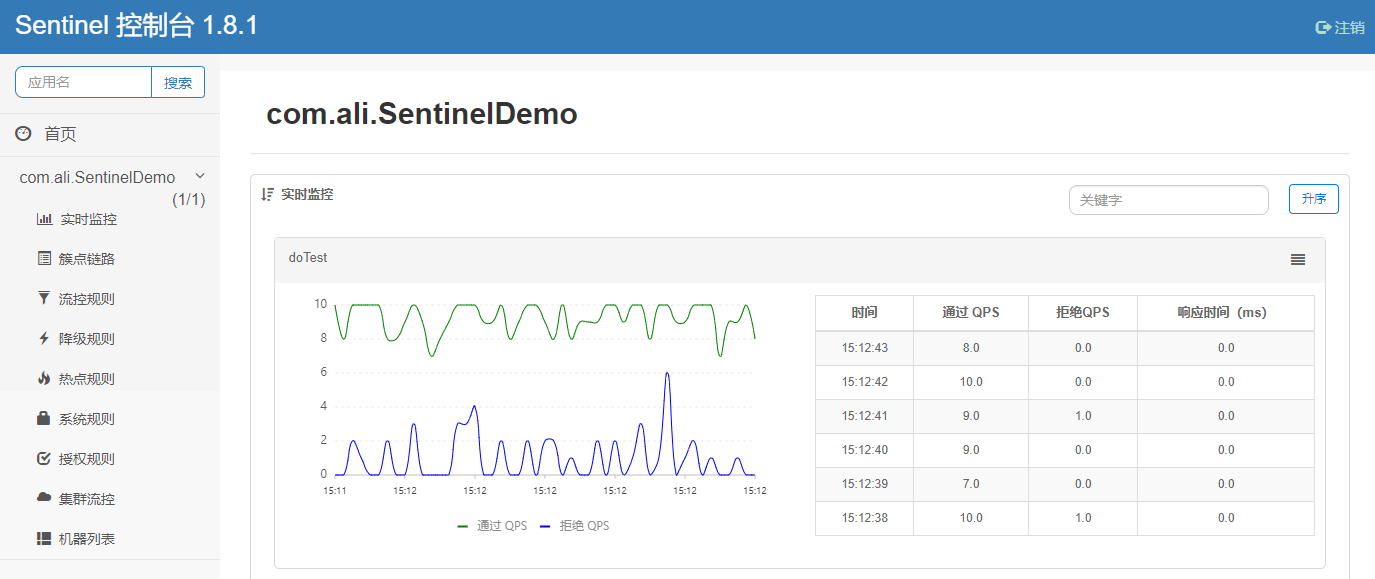 Sentinel 控制台 1.8.1
注销
应用名 搜索
首页
com.ali.SentinelDemo
(1/1)
实时监控
簇点链路
流控规则
降级规则
热点规则
系统规则
授权规则
集群流控
机器列表
com.ali.SentinelDemo
实时监控 关键字 升序
doTest
10
8
6
4
2
0
15:11 15:12 15:12 15:12 15:12 15:12 15:12
通过 QPS 拒绝 QPS
时间 通过 QPS 拒绝QPS 响应时间（ms）
15:12:43 8.0 0.0 0.0
15:12:42 10.0 0.0 0.0
15:12:41 9.0 1.0 0.0
15:12:40 9.0 0.0 0.0
15:12:39 7.0 0.0 0.0
15:12:38 10.0 1.0 0.0